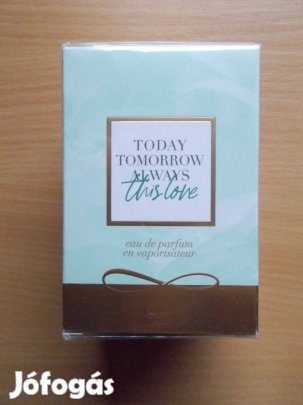 TODAY
TOMORROW
ALWAYS
this love
eau de parfum
en vaporisateur
Jófogás